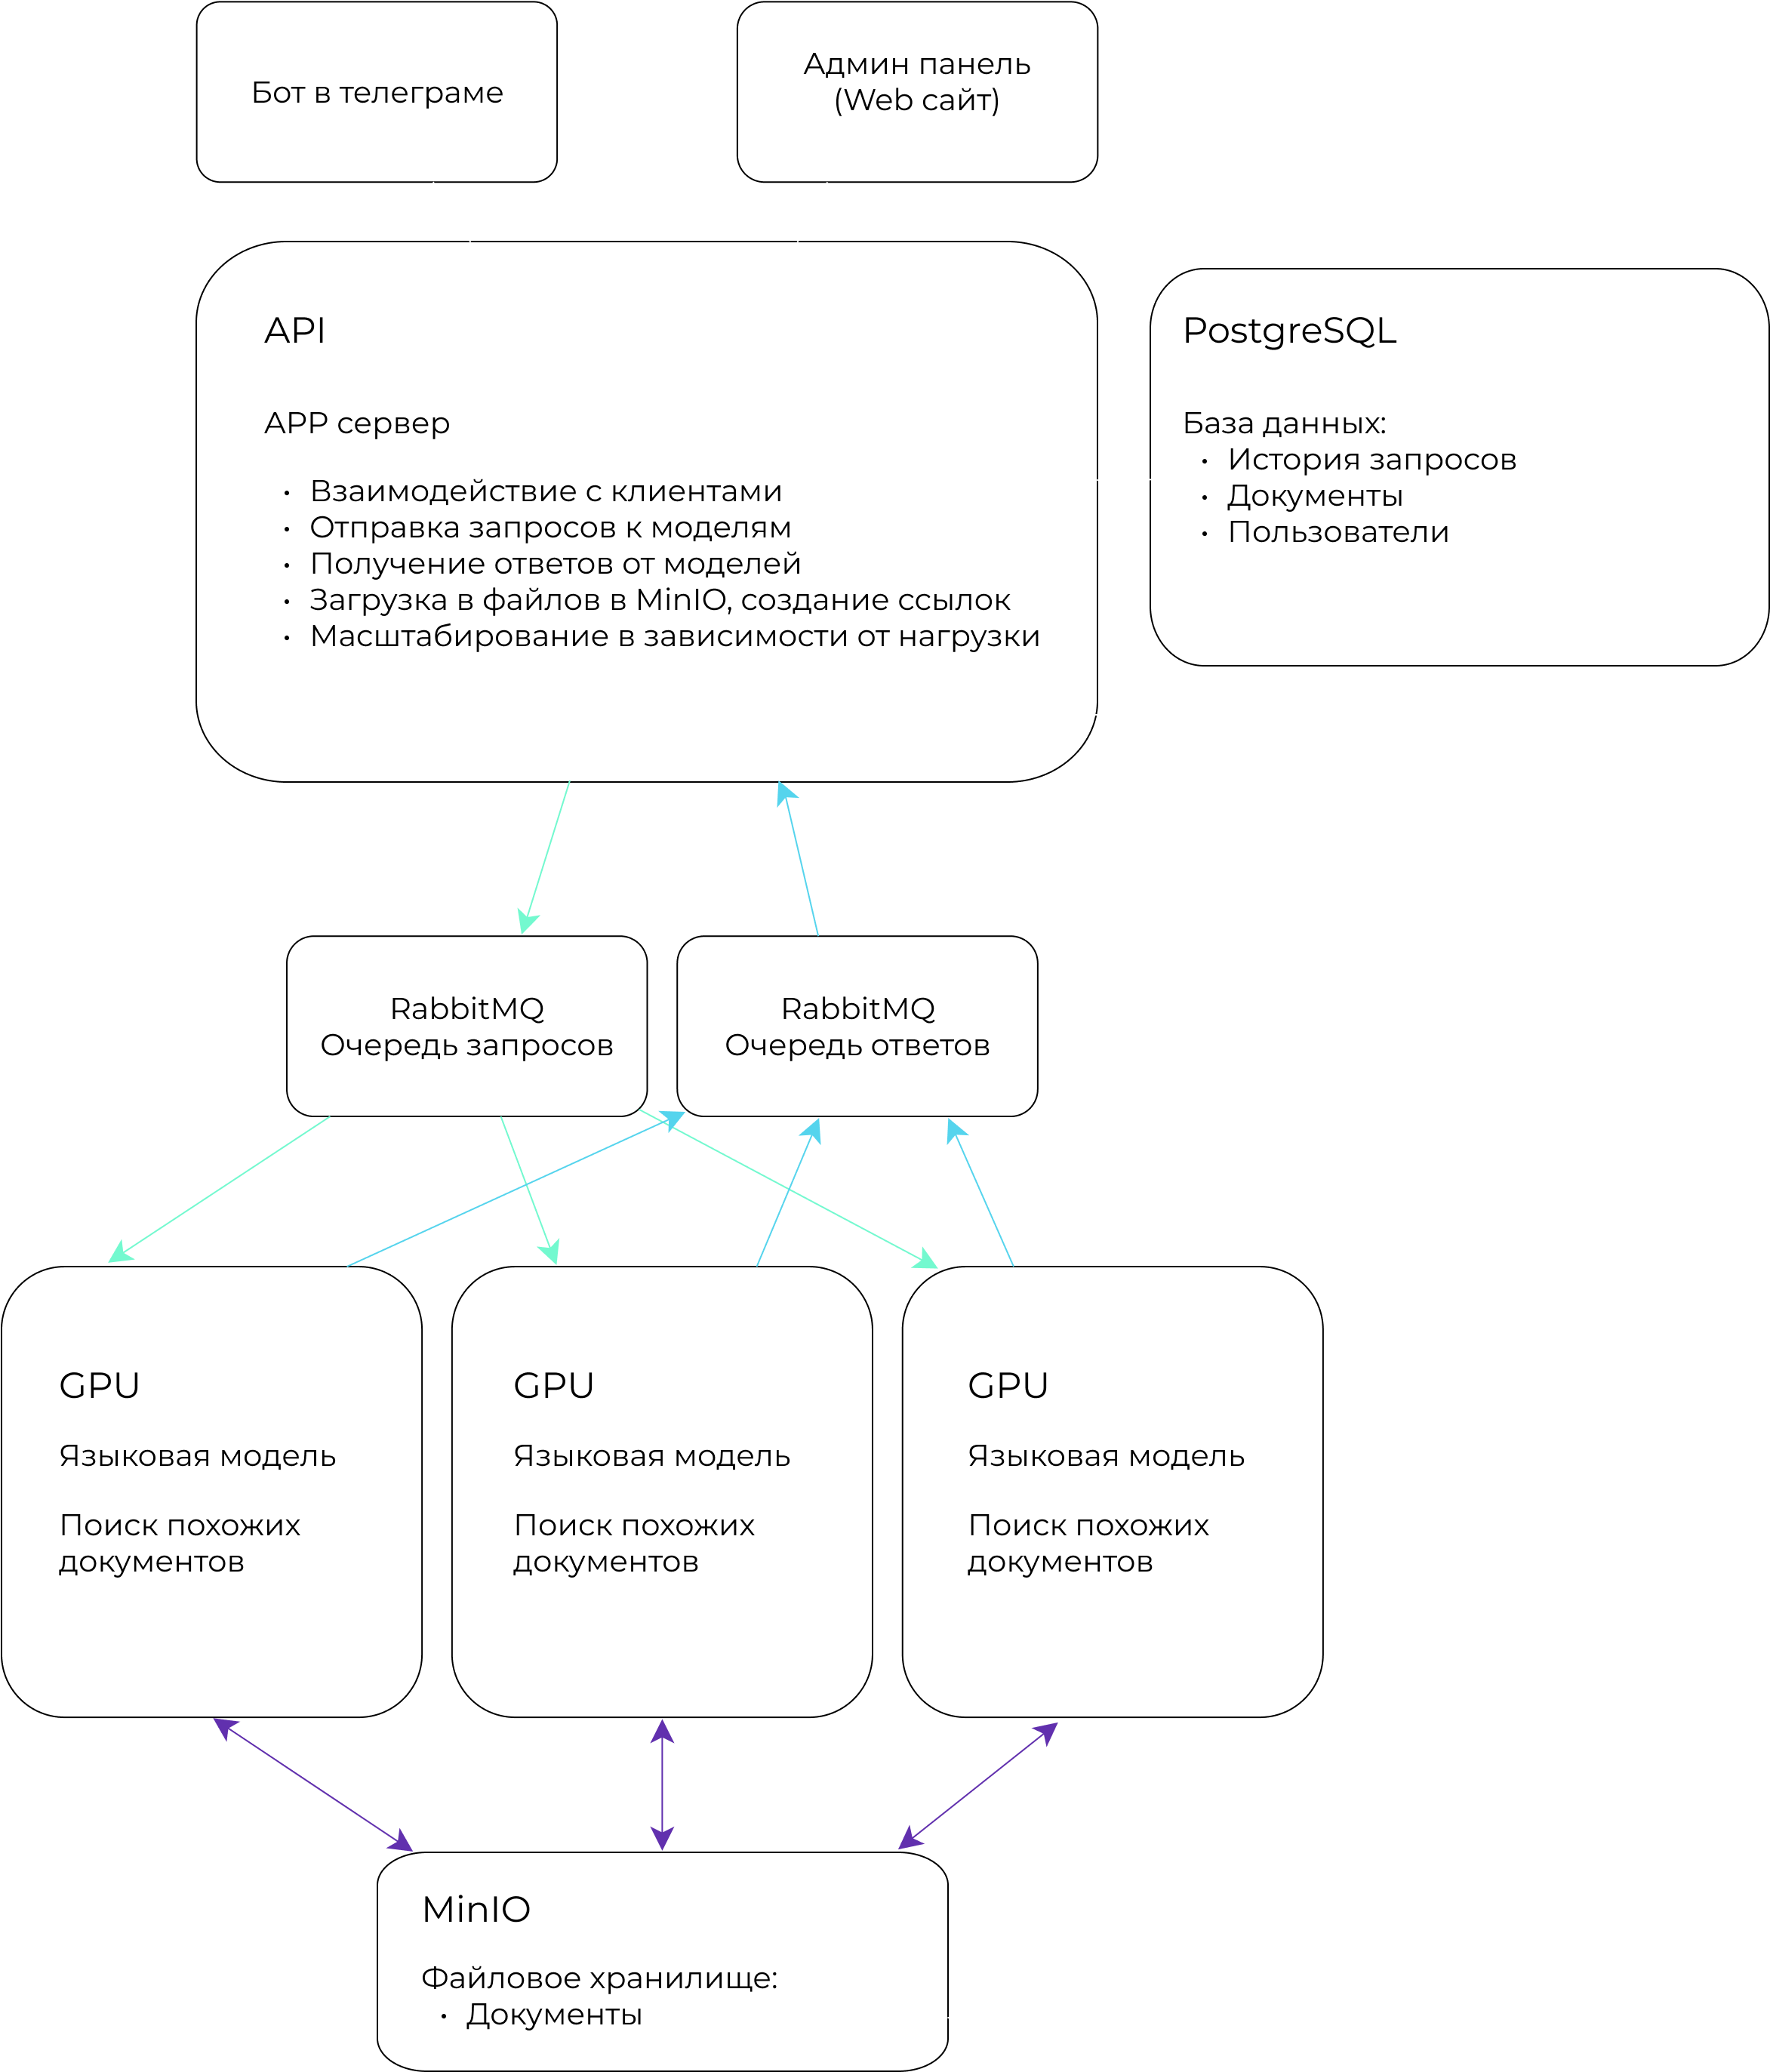 Бот в телеграме
Админ панель
(Web сайт)
API
APP сервер
• Взаимодействие с клиентами
• Отправка запросов к моделям
• Получение ответов от моделей
• Загрузка в файлов в MinIO, создание ссылок
• Масштабирование в зависимости от нагрузки
PostgreSQL
База данных:
• История запросов
• Документы
• Пользователи
RabbitMQ
Очередь запросов
RabbitMQ
Очередь ответов
GPU
Языковая модель
Поиск похожих
документов
GPU
Языковая модель
Поиск похожих
документов
GPU
Языковая модель
Поиск похожих
документов
MinIO
Файловое хранилище:
• Документы